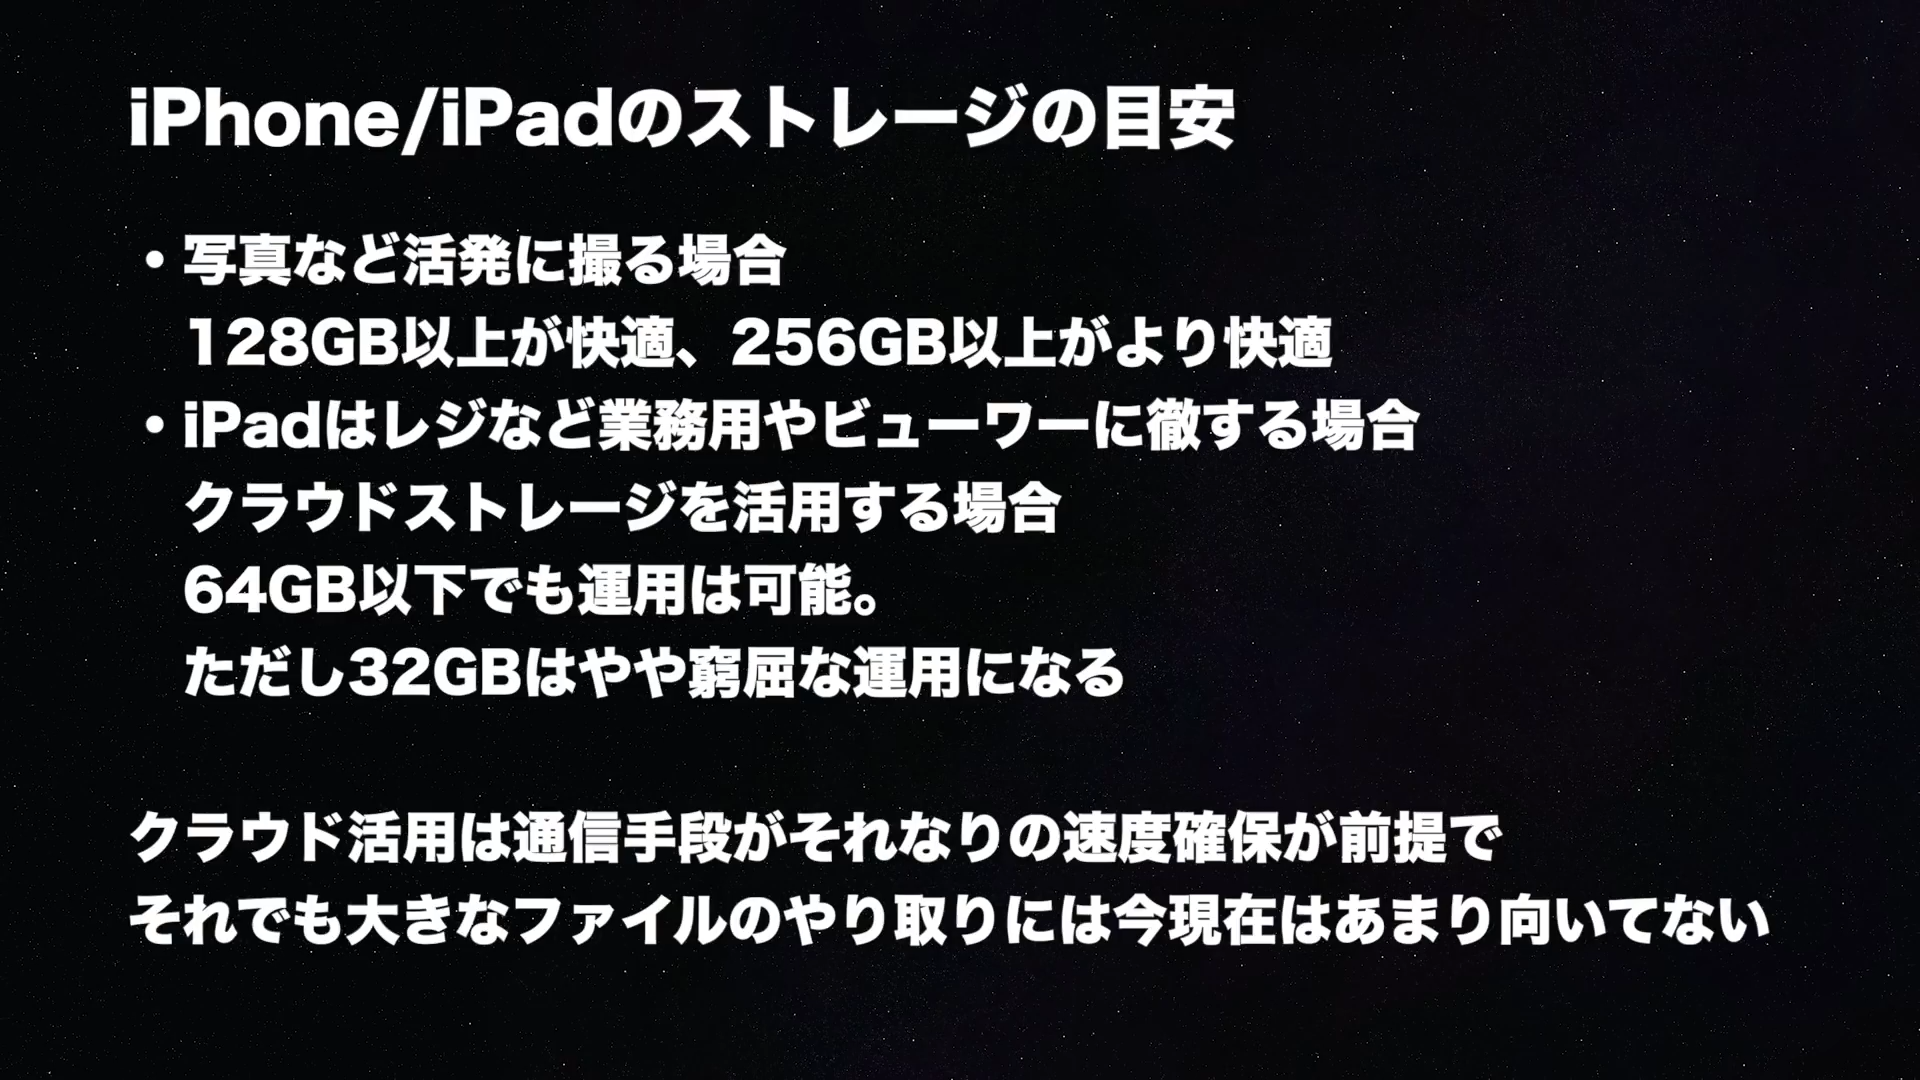 iPhone/iPadのストレージの目安
・写真など活発に撮る場合
128GB以上が快適、256GB以上がより快適
・iPadはレジなど業務用やビューワーに徹する場合
クラウドストレージを活用する場合
64GB以下でも運用は可能。
ただし32GBはやや窮屈な運用になる
クラウド活用は通信手段がそれなりの速度確保が前提で
それでも大きなファイルのやり取りには今現在はあまり向いてない